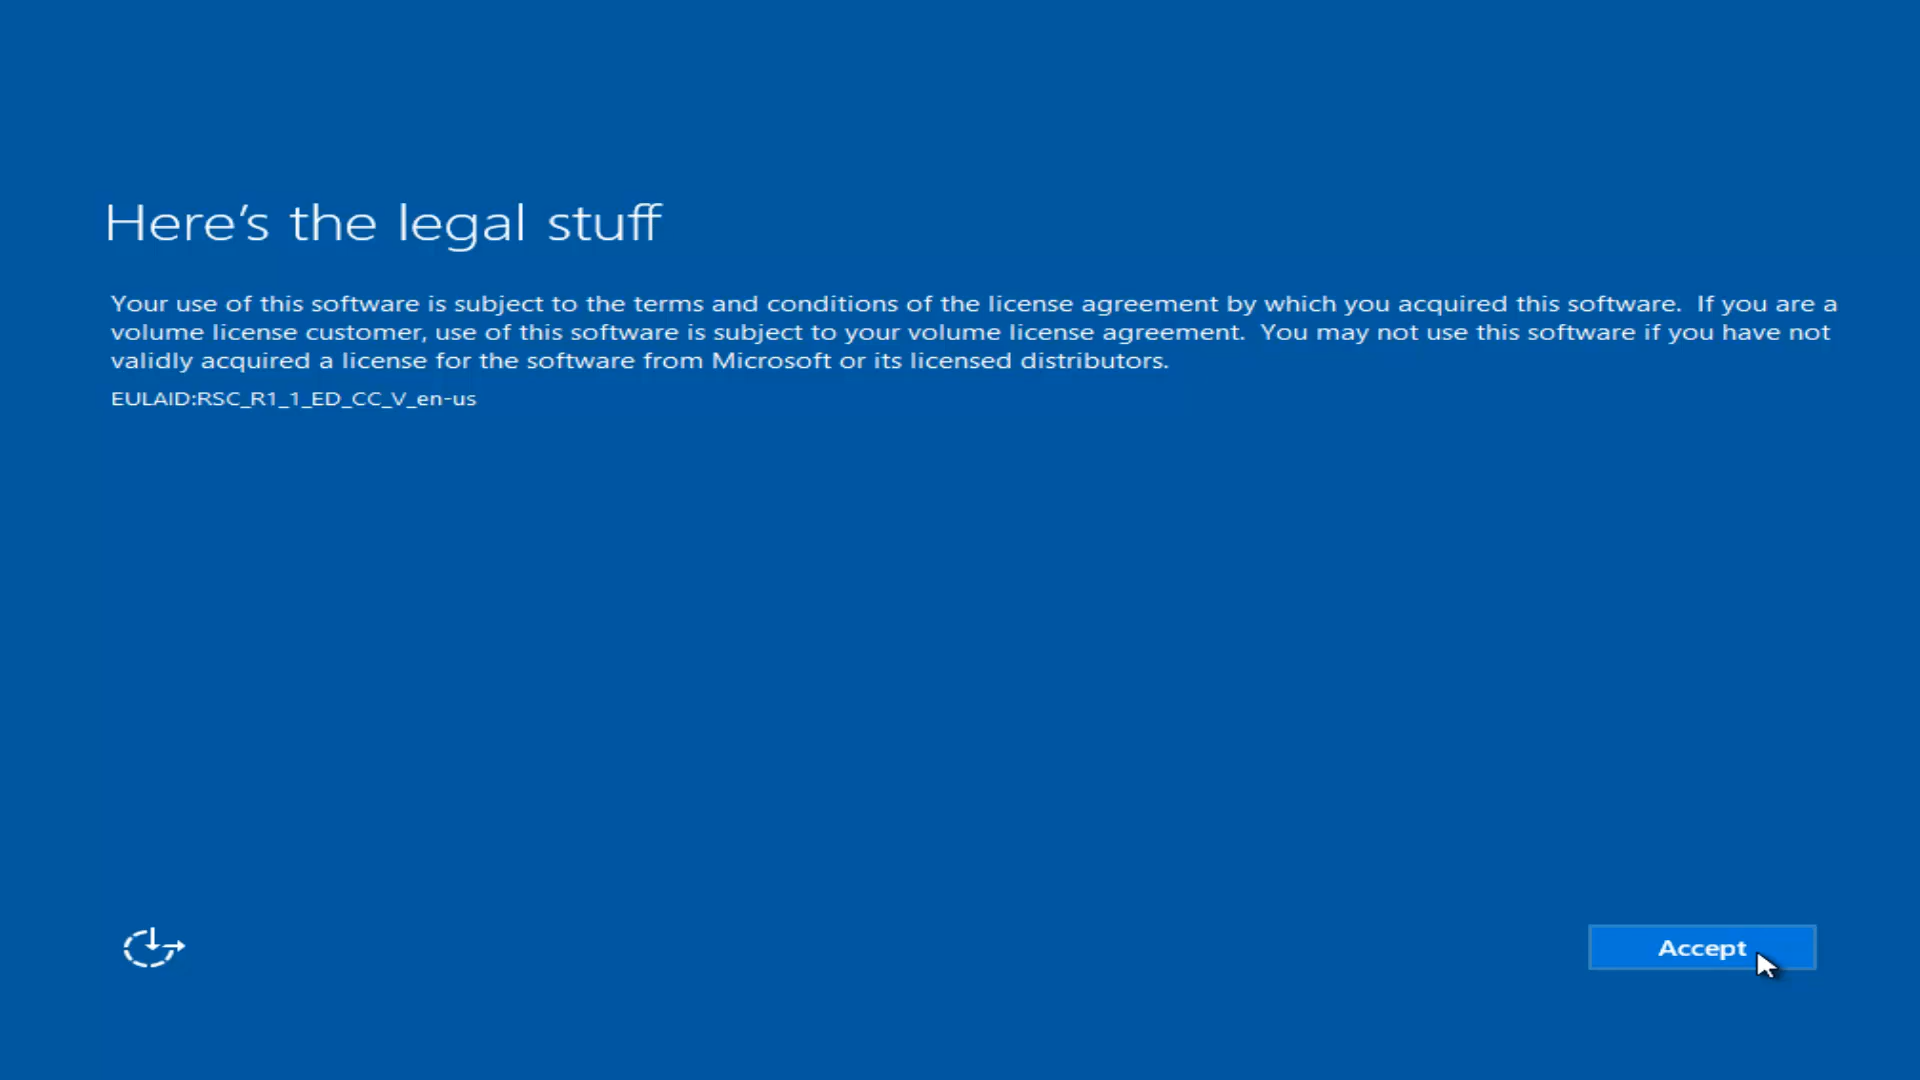 Here’s the legal stuff
Your use of this software is subject to the terms and conditions of the license agreement by which you acquired this software.  If you are a
volume license customer, use of this software is subject to your volume license agreement.  You may not use this software if you have not
validly acquired a license for the software from Microsoft or its licensed distributors.
EULAID:RSC_R1_1_ED_CC_V_en-us
Accept